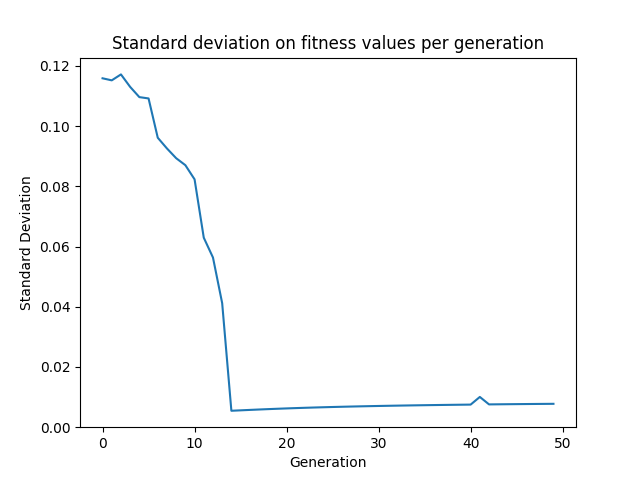 Standard deviation on fitness values per generation
Standard Deviation
0.12
0.10
0.08
0.06
0.04
0.02
0.00
0 10 20 30 40 50
Generation